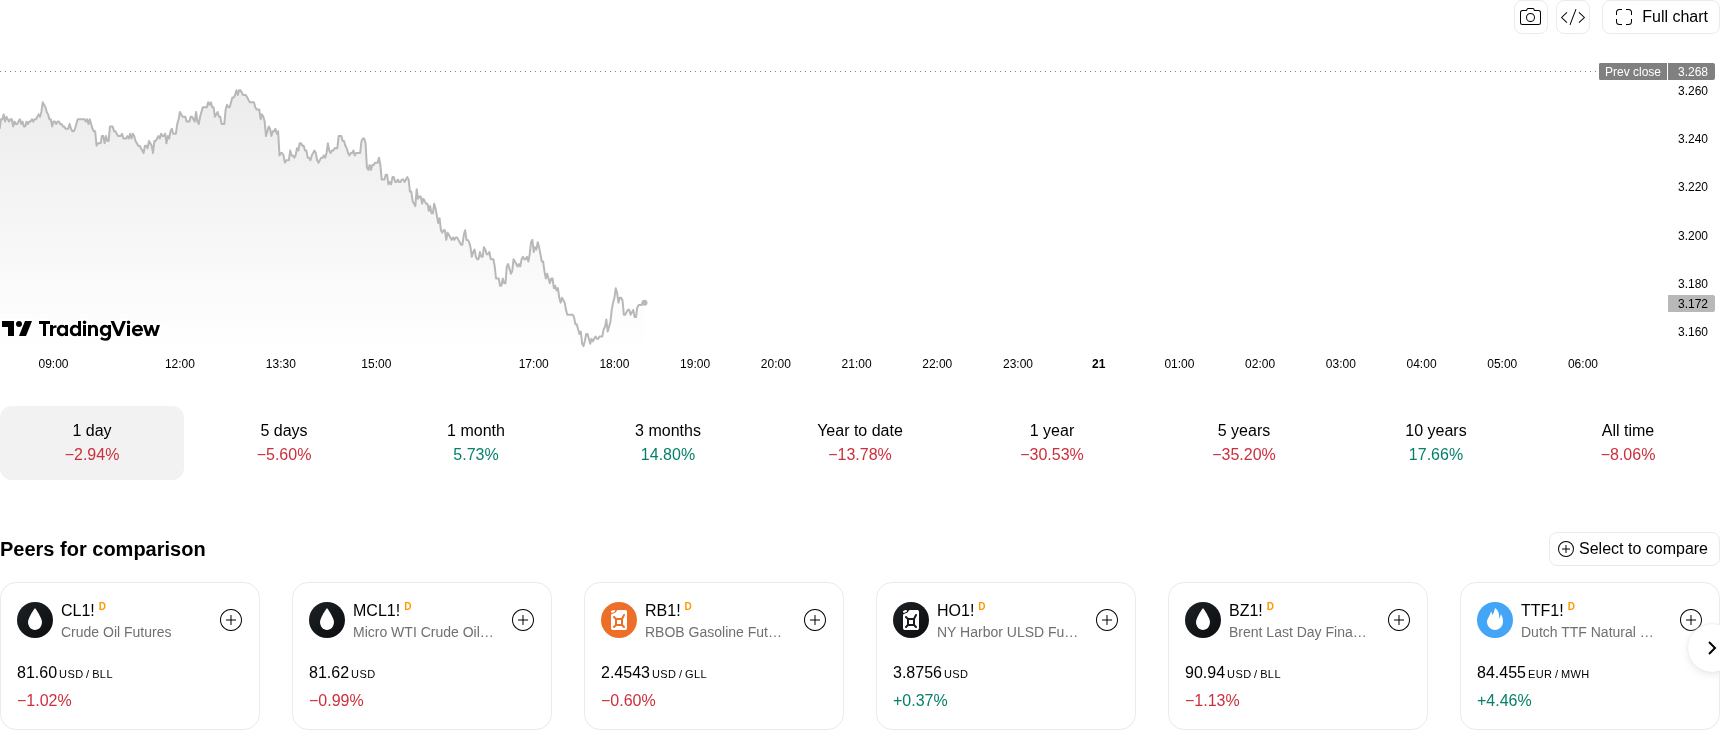 Full chart
Prev close 3.268
3.260
3.240
3.220
3.200
3.180
3.172
3.160
TradingView
09:00 12:00 13:30 15:00 17:00 18:00 19:00 20:00 21:00 22:00 23:00 21 01:00 02:00 03:00 04:00 05:00 06:00
1 day 5 days 1 month 3 months Year to date 1 year 5 years 10 years All time
−2.94% −5.60% 5.73% 14.80% −13.78% −30.53% −35.20% 17.66% −8.06%
Peers for comparison
Select to compare
CL1! D
Crude Oil Futures
81.60 USD / BLL
−1.02%
MCL1! D
Micro WTI Crude Oil…
81.62 USD
−0.99%
RB1! D
RBOB Gasoline Fut…
2.4543 USD / GLL
−0.60%
HO1! D
NY Harbor ULSD Fu…
3.8756 USD
+0.37%
BZ1! D
Brent Last Day Fina…
90.94 USD / BLL
−1.13%
TTF1! D
Dutch TTF Natural …
84.455 EUR / MWH
+4.46%